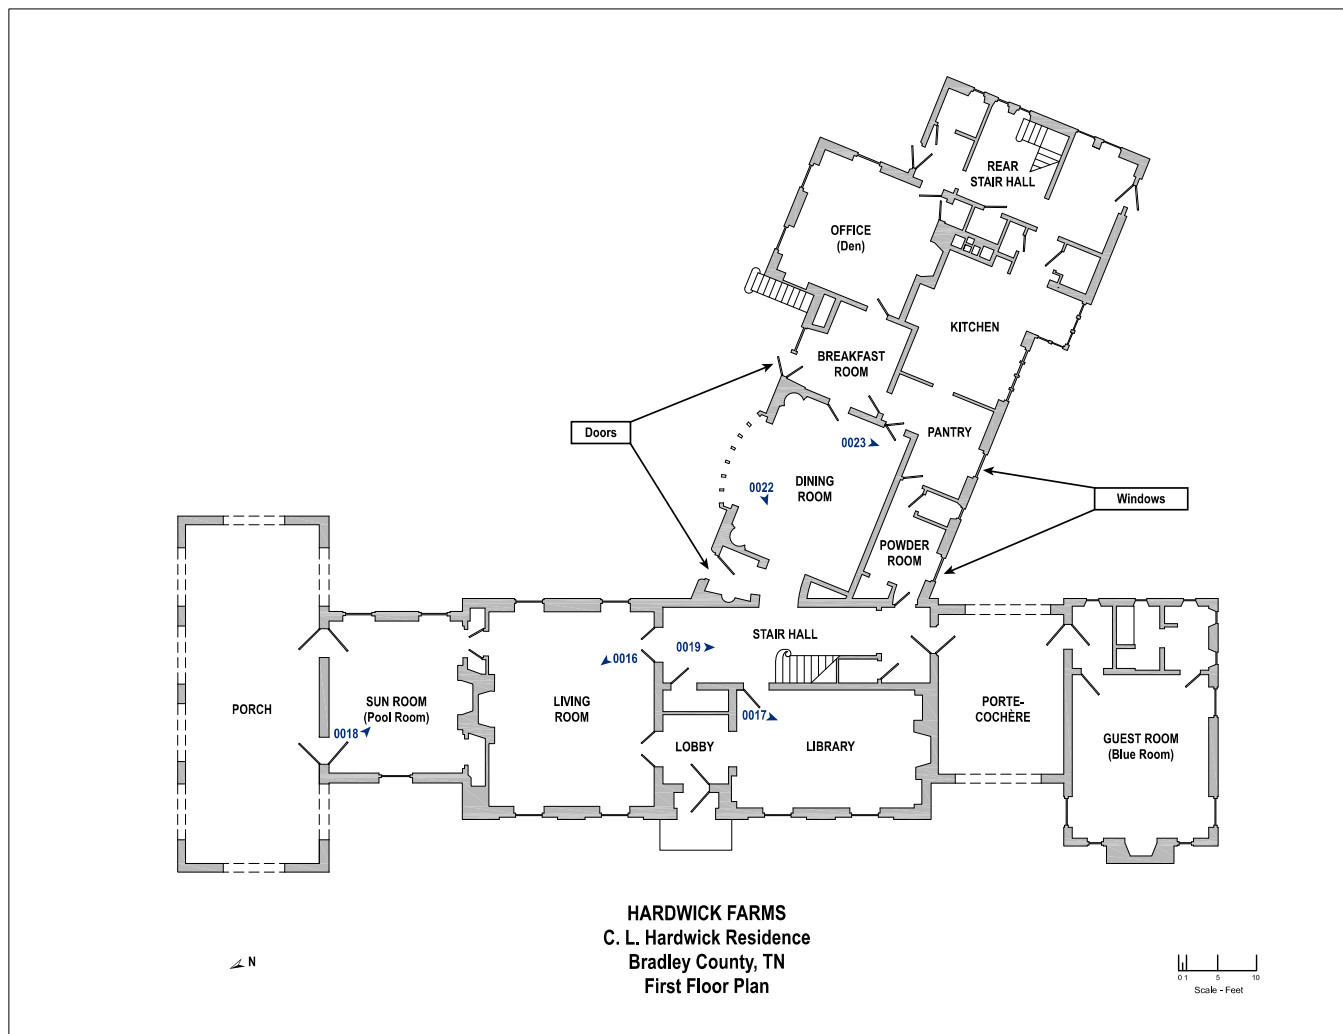 REAR
STAIR HALL
OFFICE
(Den)
KITCHEN
BREAKFAST
ROOM
Doors
PANTRY
0023
DINING
ROOM
0022
Windows
POWDER
ROOM
STAIR HALL
0019
0016
PORCH
SUN ROOM
(Pool Room)
LIVING
ROOM
0018
0017
LOBBY
LIBRARY
PORTE-
COCHÈRE
GUEST ROOM
(Blue Room)
HARDWICK FARMS
C. L. Hardwick Residence
Bradley County, TN
First Floor Plan
N
0 1 5 10
Scale - Feet